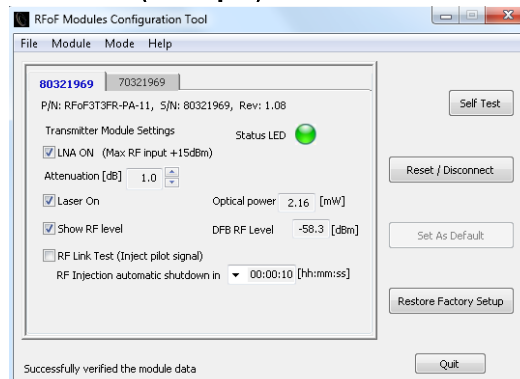 RFoF Modules Configuration Tool
File Module Mode Help
80321969 70321969
P/N: RFoF3T3FR-PA-11, S/N: 80321969, Rev: 1.08
Self Test
Transmitter Module Settings
Status LED
LNA ON (Max RF input +15dBm)
Attenuation [dB] 1.0
Reset / Disconnect
Laser On
Optical power 2.16 [mW]
Show RF level
DFB RF Level -58.3 [dBm]
Set As Default
RF Link Test (Inject pilot signal)
RF Injection automatic shutdown in 00:00:10 [hh:mm:ss]
Restore Factory Setup
Successfully verified the module data
Quit